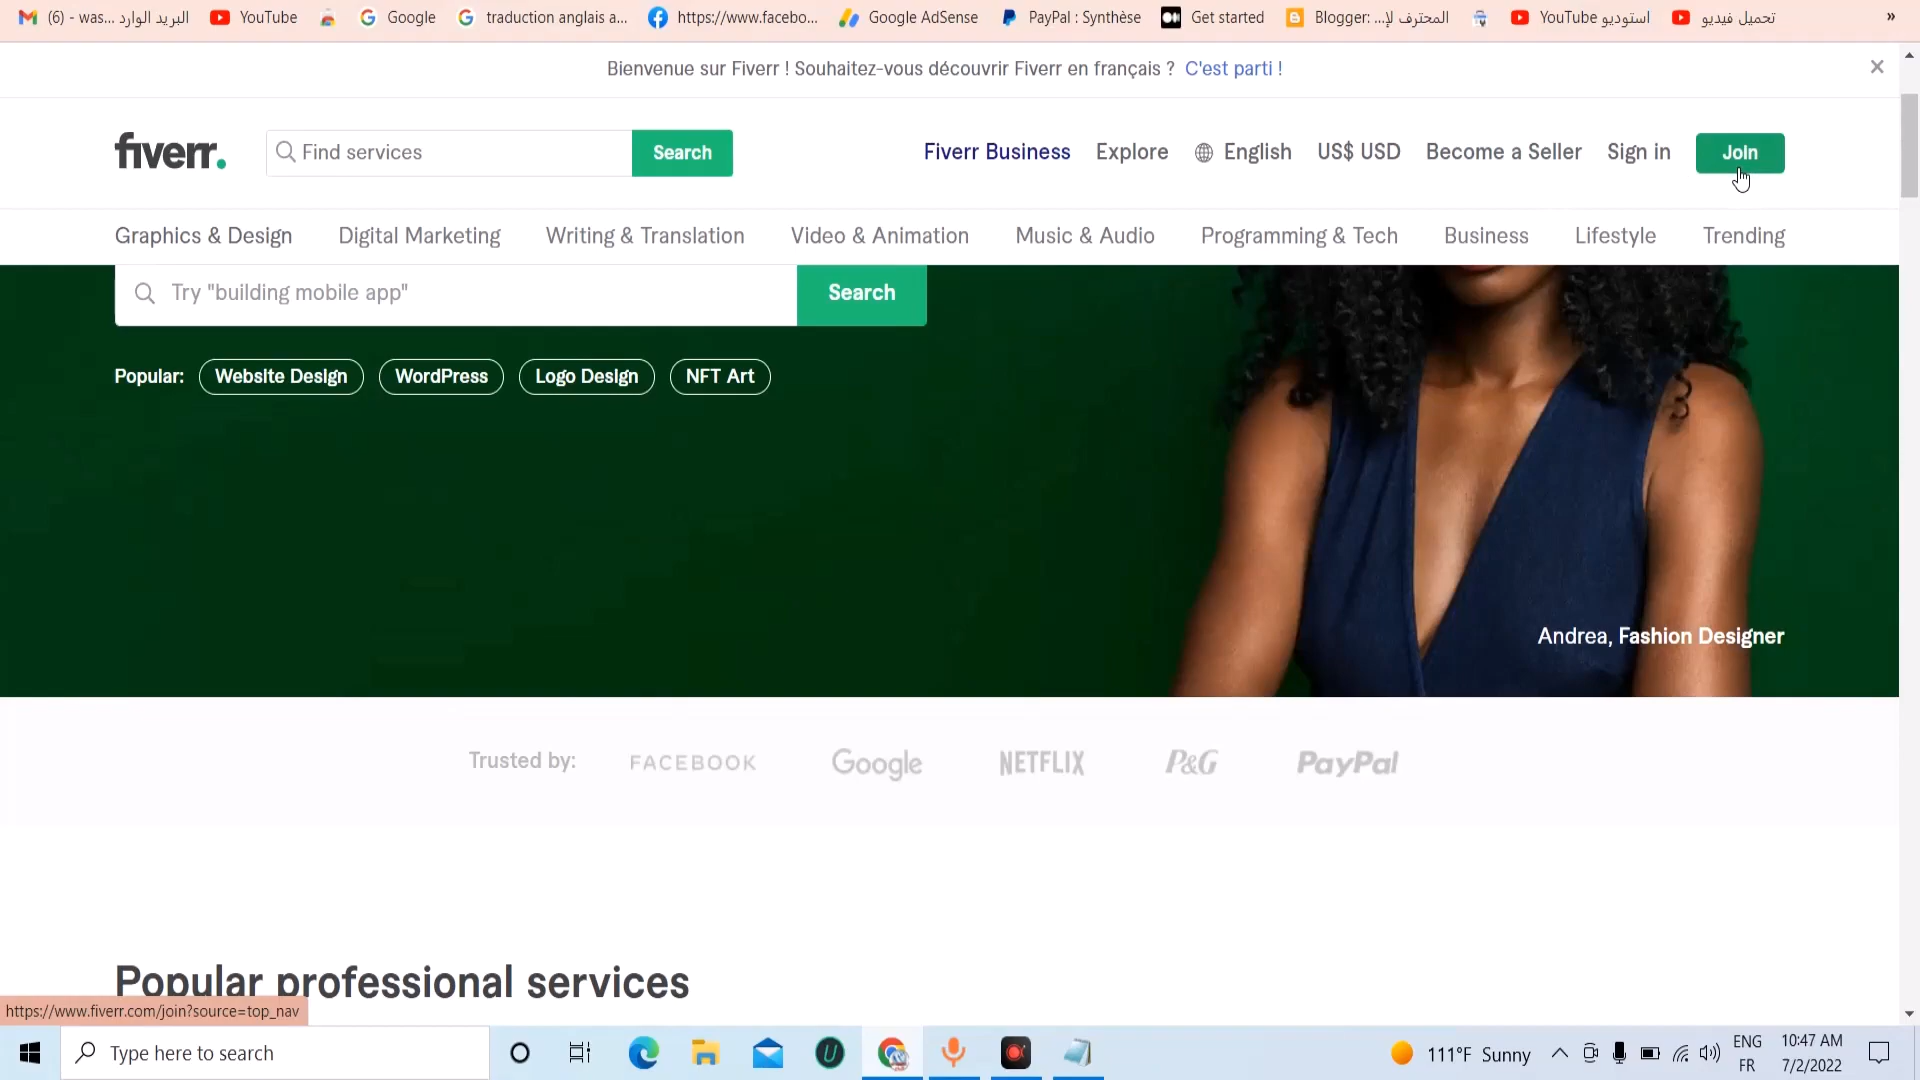 (6) - was... البريد الوارد
YouTube
Google
traduction anglais a...
https://www.facebo...
Google AdSense
PayPal : Synthèse
Get started
Blogger: ...المحترف لإ
YouTube استوديو
تحميل فيديو
»
Bienvenue sur Fiverr ! Souhaitez-vous découvrir Fiverr en français ? C'est parti !
fiverr.
Find services
Search
Fiverr Business
Explore
English
US$ USD
Become a Seller
Sign in
Join
Graphics & Design
Digital Marketing
Writing & Translation
Video & Animation
Music & Audio
Programming & Tech
Business
Lifestyle
Trending
Try "building mobile app"
Search
Popular:
Website Design
WordPress
Logo Design
NFT Art
Andrea, Fashion Designer
Trusted by:
FACEBOOK
Google
NETFLIX
P&G
PayPal
Popular professional services
https://www.fiverr.com/join?source=top_nav
Type here to search
111°F Sunny
ENG
FR
10:47 AM
7/2/2022